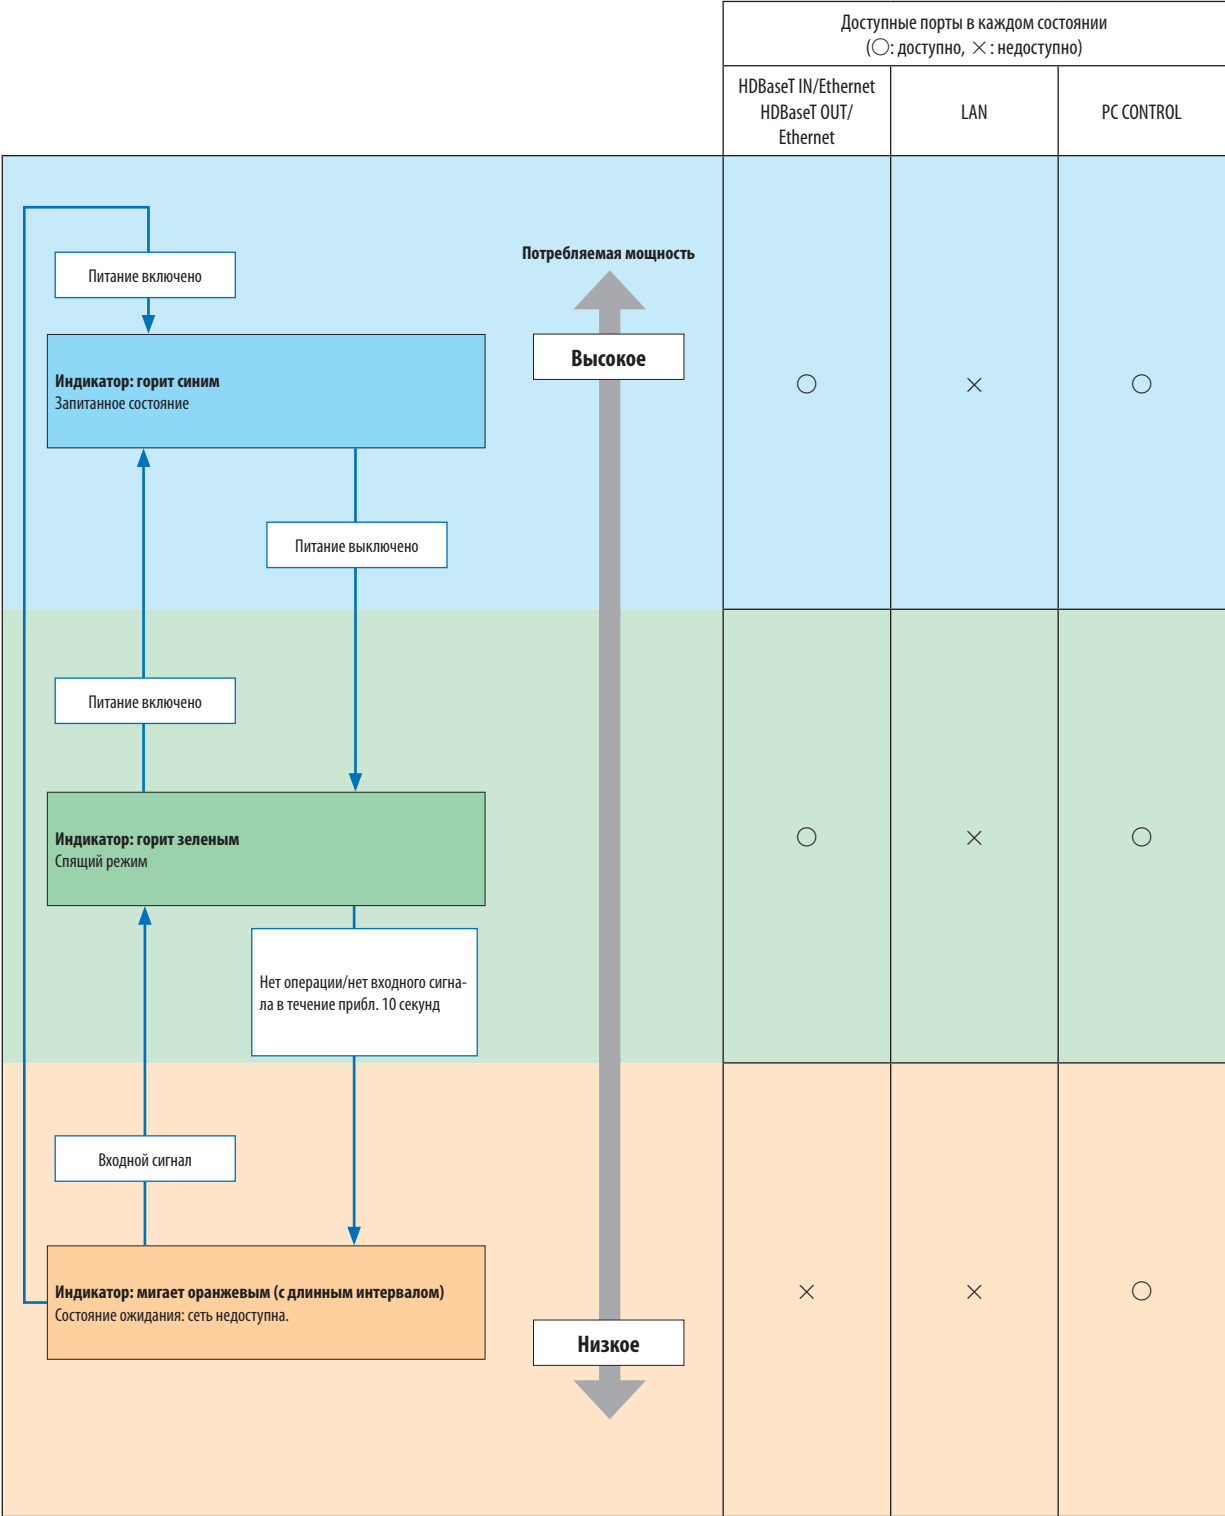 Доступные порты в каждом состоянии
(○: доступно, ×: недоступно)
HDBaseT IN/Ethernet
HDBaseT OUT/
Ethernet
LAN
PC CONTROL
Питание включено
Потребляемая мощность
Высокое
Индикатор: горит синим
Запитанное состояние
○
×
○
Питание выключено
Питание включено
Индикатор: горит зеленым
Спящий режим
○
×
○
Нет операции/нет входного сигна-
ла в течение прибл. 10 секунд
Входной сигнал
Индикатор: мигает оранжевым (с длинным интервалом)
Состояние ожидания: сеть недоступна.
×
×
○
Низкое